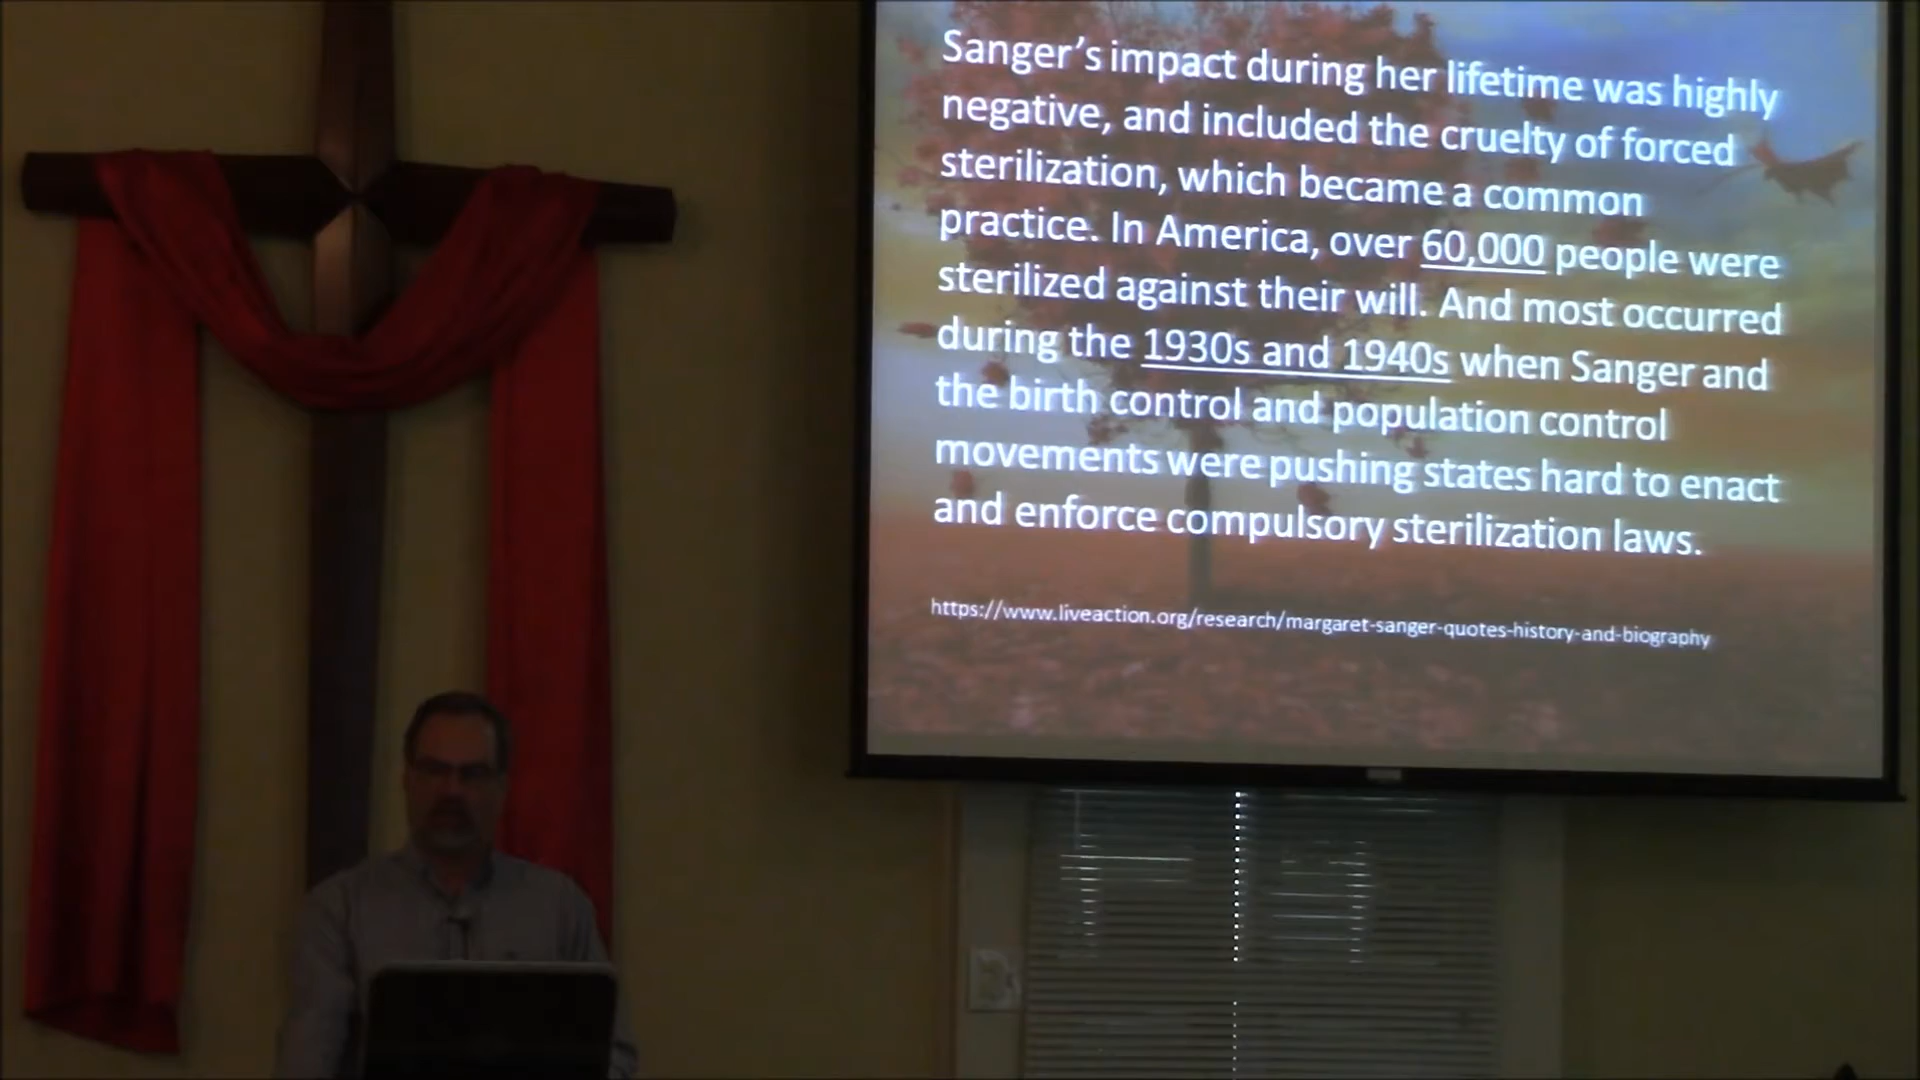 Sanger’s impact during her lifetime was highly
negative, and included the cruelty of forced
sterilization, which became a common
practice. In America, over 60,000 people were
sterilized against their will. And most occurred
during the 1930s and 1940s when Sanger and
the birth control and population control
movements were pushing states hard to enact
and enforce compulsory sterilization laws.
https://www.liveaction.org/research/margaret-sanger-quotes-history-and-biography